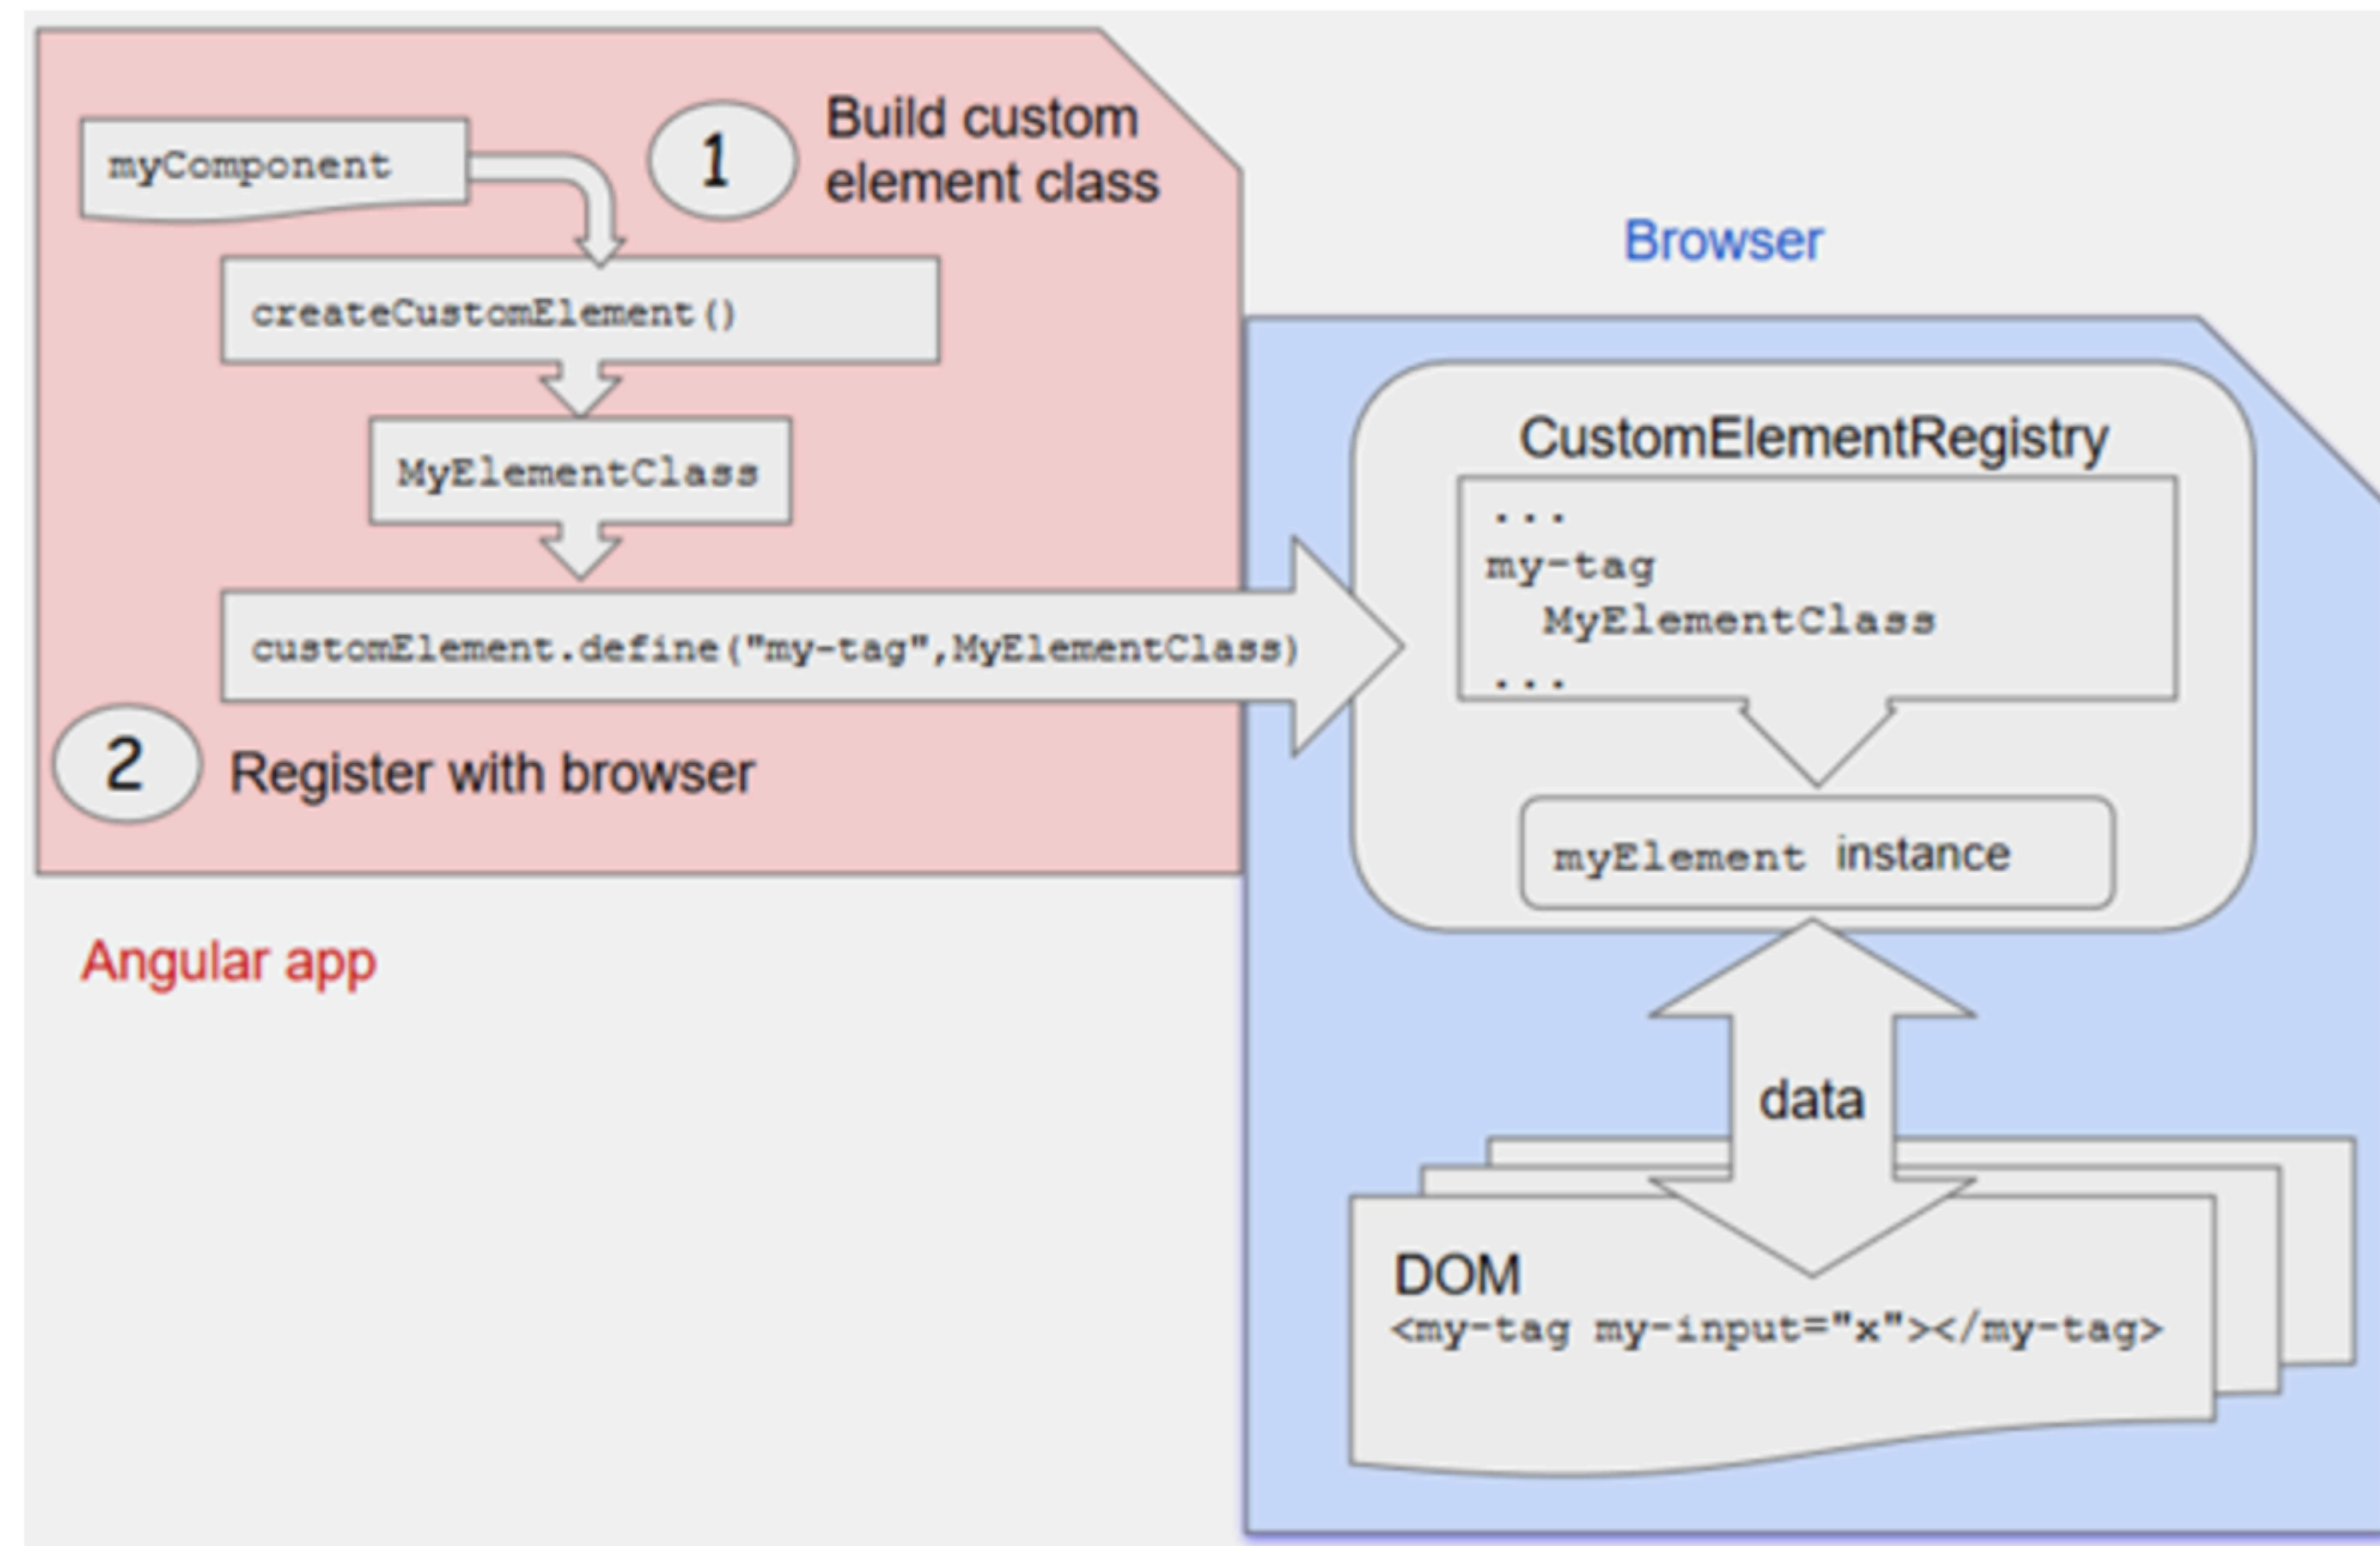 myComponent
1
Build custom
element class
createCustomElement()
MyElementClass
customElement.define("my-tag",MyElementClass)
2
Register with browser
Angular app
Browser
CustomElementRegistry
...
my-tag
MyElementClass
...
myElement instance
data
DOM
<my-tag my-input="x"></my-tag>